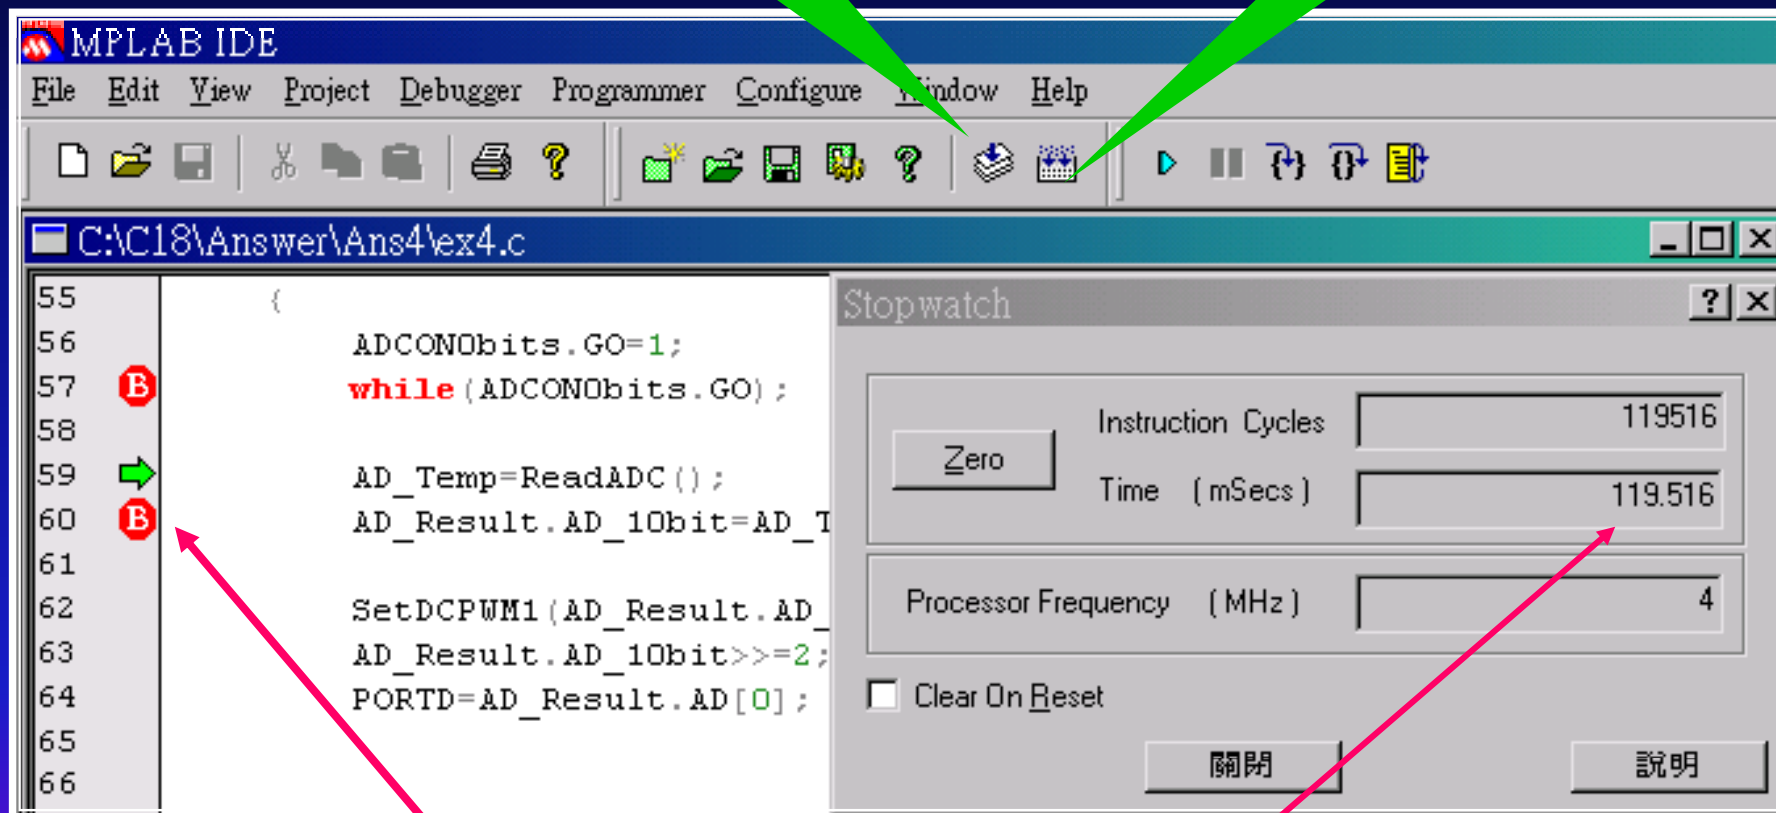 MPLAB IDE
File Edit View Project Debugger Programmer Configure Window Help
C:\C18\Answer\Ans4\ex4.c
55 {
56 ADCON0bits.GO=1;
57 B while(ADCON0bits.GO);
58
59 AD_Temp=ReadADC();
60 B AD_Result.AD_10bit=AD_T
61
62 SetDCPWM1(AD_Result.AD_
63 AD_Result.AD_10bit>>=2;
64 PORTD=AD_Result.AD[0];
65
66
Stopwatch
Instruction Cycles 119516
Zero
Time (mSecs) 119.516
Processor Frequency (MHz) 4
Clear On Reset
關閉 說明